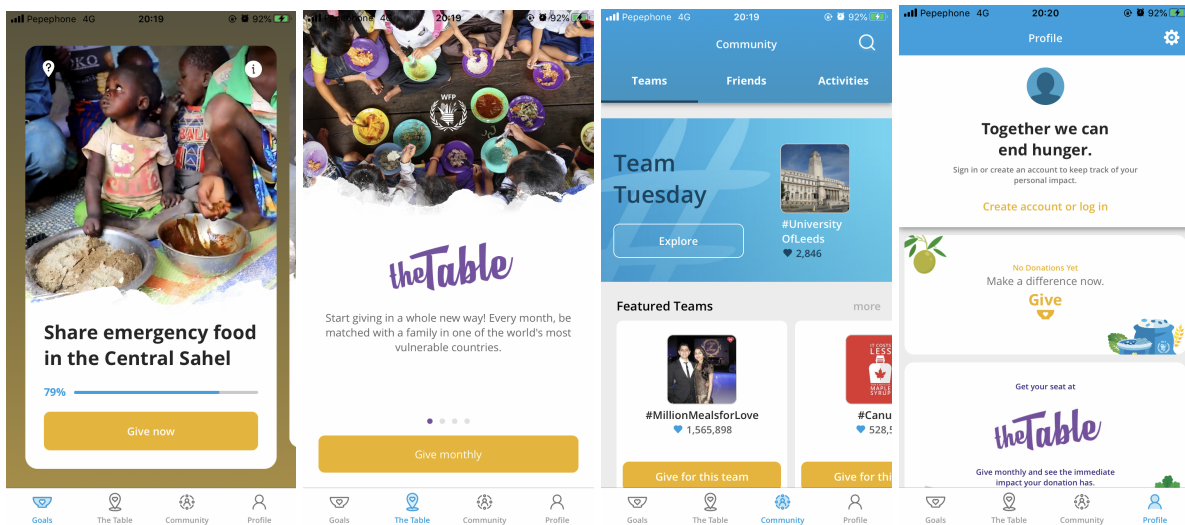 Pepephone 4G 20:19 92%
?
i
Share emergency food
in the Central Sahel
79%
Give now
Goals The Table Community Profile
Pepephone 4G 20:19 92%
WFP
theTable
Start giving in a whole new way! Every month, be
matched with a family in one of the world's most
vulnerable countries.
Give monthly
Goals The Table Community Profile
Pepephone 4G 20:19 92%
Community
Teams Friends Activities
Team
Tuesday
Explore
#University
OfLeeds
2,846
Featured Teams more
#MillionMealsforLove
1,565,898
Give for this team
IT COSTS
LESS
MAPLE
SYRUP
#Canu
528,5
Give for thi
Goals The Table Community Profile
Pepephone 4G 20:20 92%
Profile
Together we can
end hunger.
Sign in or create an account to keep track of your
personal impact.
Create account or log in
No Donations Yet
Make a difference now.
Give
Get your seat at
theTable
Give monthly and see the immediate
impact your donation has.
Goals The Table Community Profile